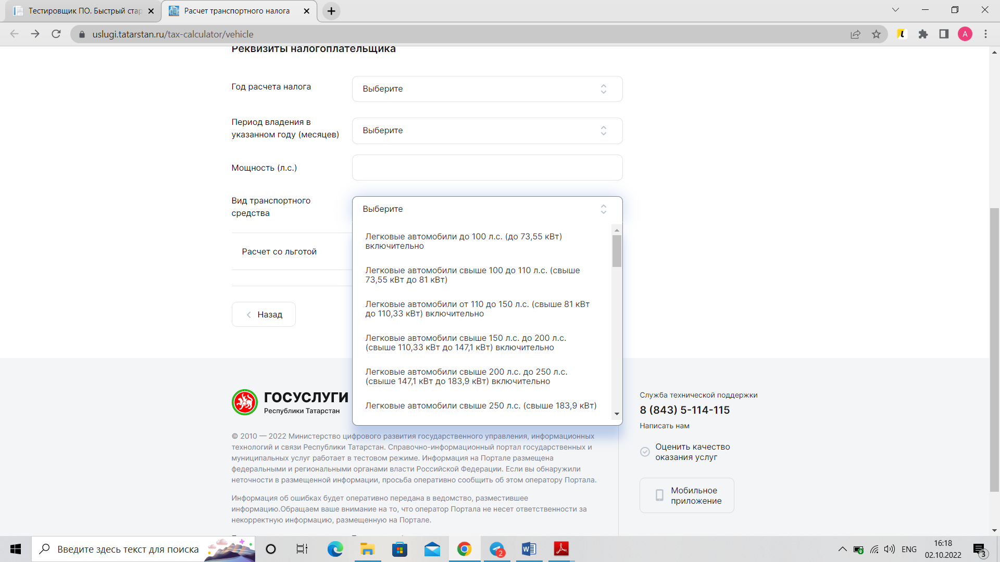 Тестировщик ПО. Быстрый стар
Расчет транспортного налога
uslugi.tatarstan.ru/tax-calculator/vehicle
A
Реквизиты налогоплательщика
Год расчета налога
Выберите
Период владения в
указанном году (месяцев)
Выберите
Мощность (л.с.)
Вид транспортного
средства
Выберите
Легковые автомобили до 100 л.с. (до 73,55 кВт)
включительно
Легковые автомобили свыше 100 до 110 л.с. (свыше
73,55 кВт до 81 кВт)
Легковые автомобили от 110 до 150 л.с. (свыше 81 кВт
до 110,33 кВт) включительно
Легковые автомобили свыше 150 л.с. до 200 л.с.
(свыше 110,33 кВт до 147,1 кВт) включительно
Легковые автомобили свыше 200 л.с. до 250 л.с.
(свыше 147,1 кВт до 183,9 кВт) включительно
Легковые автомобили свыше 250 л.с. (свыше 183,9 кВт)
Расчет со льготой
Назад
ГОСУСЛУГИ
Республики Татарстан
© 2010 — 2022 Министерство цифрового развития государственного управления, информационных
технологий и связи Республики Татарстан. Справочно-информационный портал государственных и
муниципальных услуг работает в тестовом режиме. Информация на Портале размещена
федеральными и региональными органами власти Российской Федерации. Если вы обнаружили
неточности в размещенной информации, просьба оперативно сообщить об этом оператору Портала.
Информация об ошибках будет оперативно передана в ведомство, разместившее
информацию.Обращаем ваше внимание на то, что оператор Портала не несет ответственности за
некорректную информацию, размещенную на Портале.
Служба технической поддержки
8 (843) 5-114-115
Написать нам
Оценить качество
оказания услуг
Мобильное
приложение
Введите здесь текст для поиска
2
ENG
16:18
02.10.2022
3